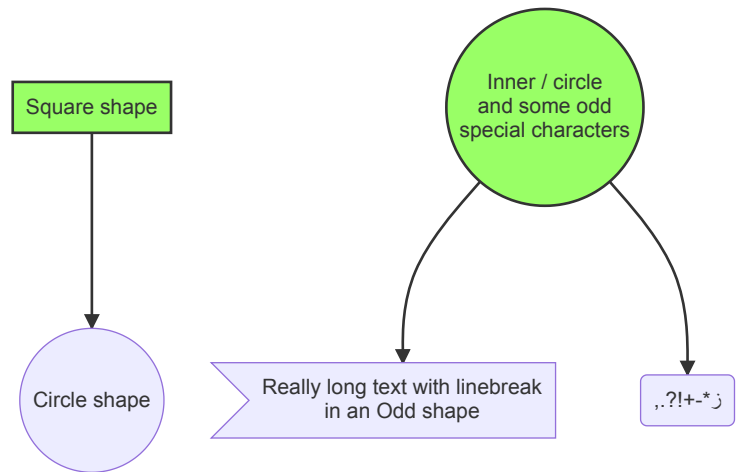 Square shape
Inner / circle
and some odd
special characters
Circle shape
Really long text with linebreak
in an Odd shape
,.?!+-*ز